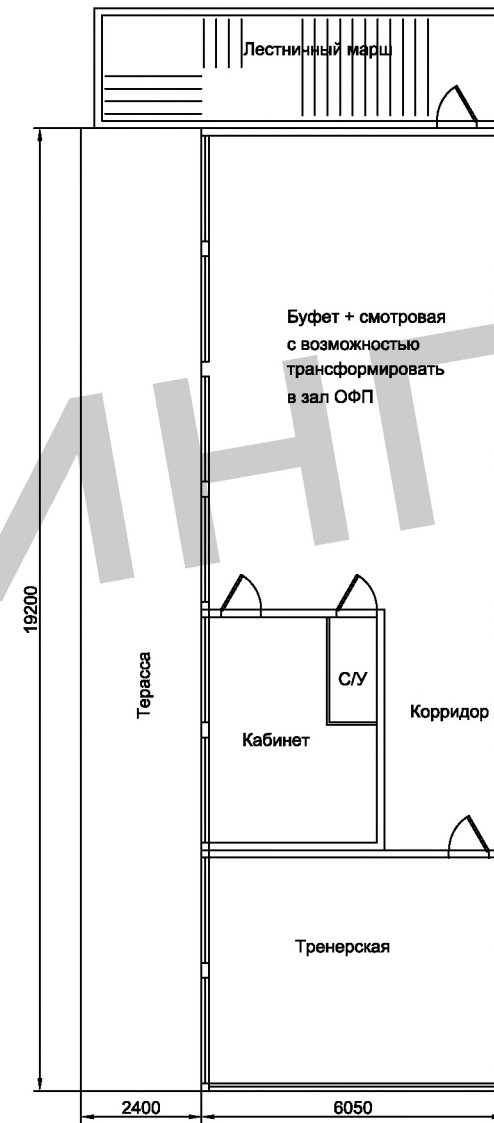 Лестничный марш
Буфет + смотровая
с возможностью
трансформировать
в зал ОФП
19200
Терасса
С/У
Кабинет
Корридор
Тренерская
2400
6050